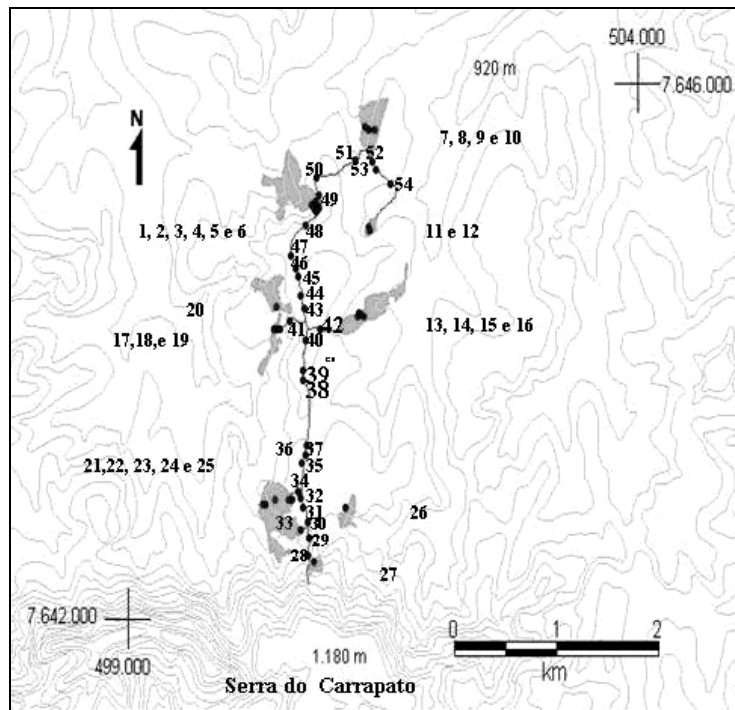 504.000
920 m
7.646.000
N
7, 8, 9 e 10
51 52
53
50
54
49
1, 2, 3, 4, 5 e 6
48
11 e 12
47
46
45
44
20
43
13, 14, 15 e 16
41 42
17,18,e 19
40
39
38
36 37
21,22, 23, 24 e 25
35
34
32
31
26
33 30
29
28
27
7.642.000
0 1 2
km
499.000
1.180 m
Serra do Carrapato